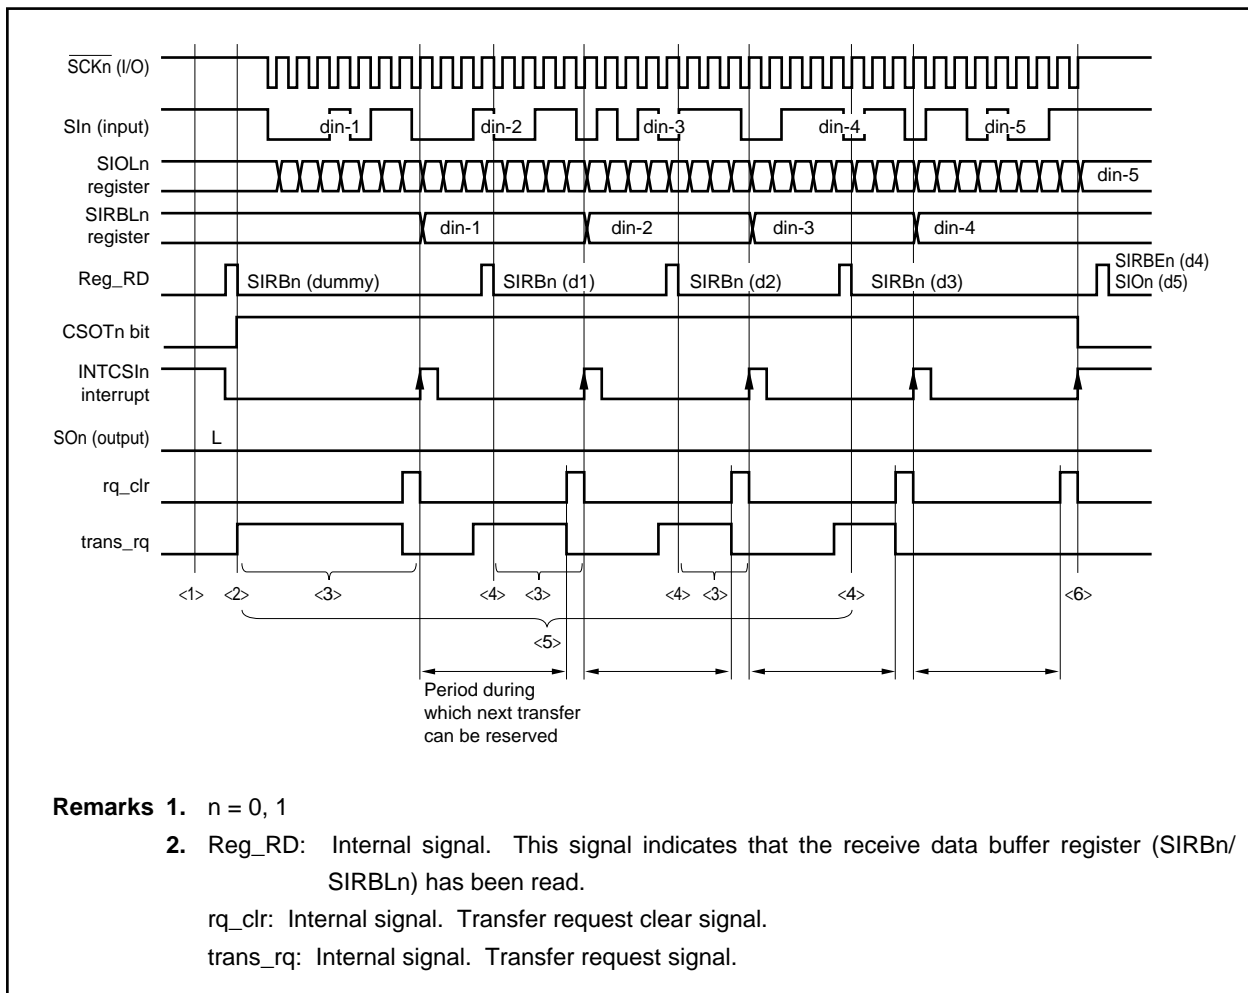 SCKn (I/O)
SIn (input)
din-1 din-2 din-3 din-4 din-5
SIOLn
register
din-5
SIRBLn
register
din-1 din-2 din-3 din-4
Reg_RD
SIRBn (dummy) SIRBn (d1) SIRBn (d2) SIRBn (d3)
SIRBEn (d4)
SIOn (d5)
CSOTn bit
INTCSIn
interrupt
SOn (output) L
rq_clr
trans_rq
<1> <2> <3> <4> <3> <4> <3> <4> <6>
<5>
Period during
which next transfer
can be reserved
Remarks 1. n = 0, 1
2. Reg_RD: Internal signal. This signal indicates that the receive data buffer register (SIRBn/
SIRBLn) has been read.
rq_clr: Internal signal. Transfer request clear signal.
trans_rq: Internal signal. Transfer request signal.